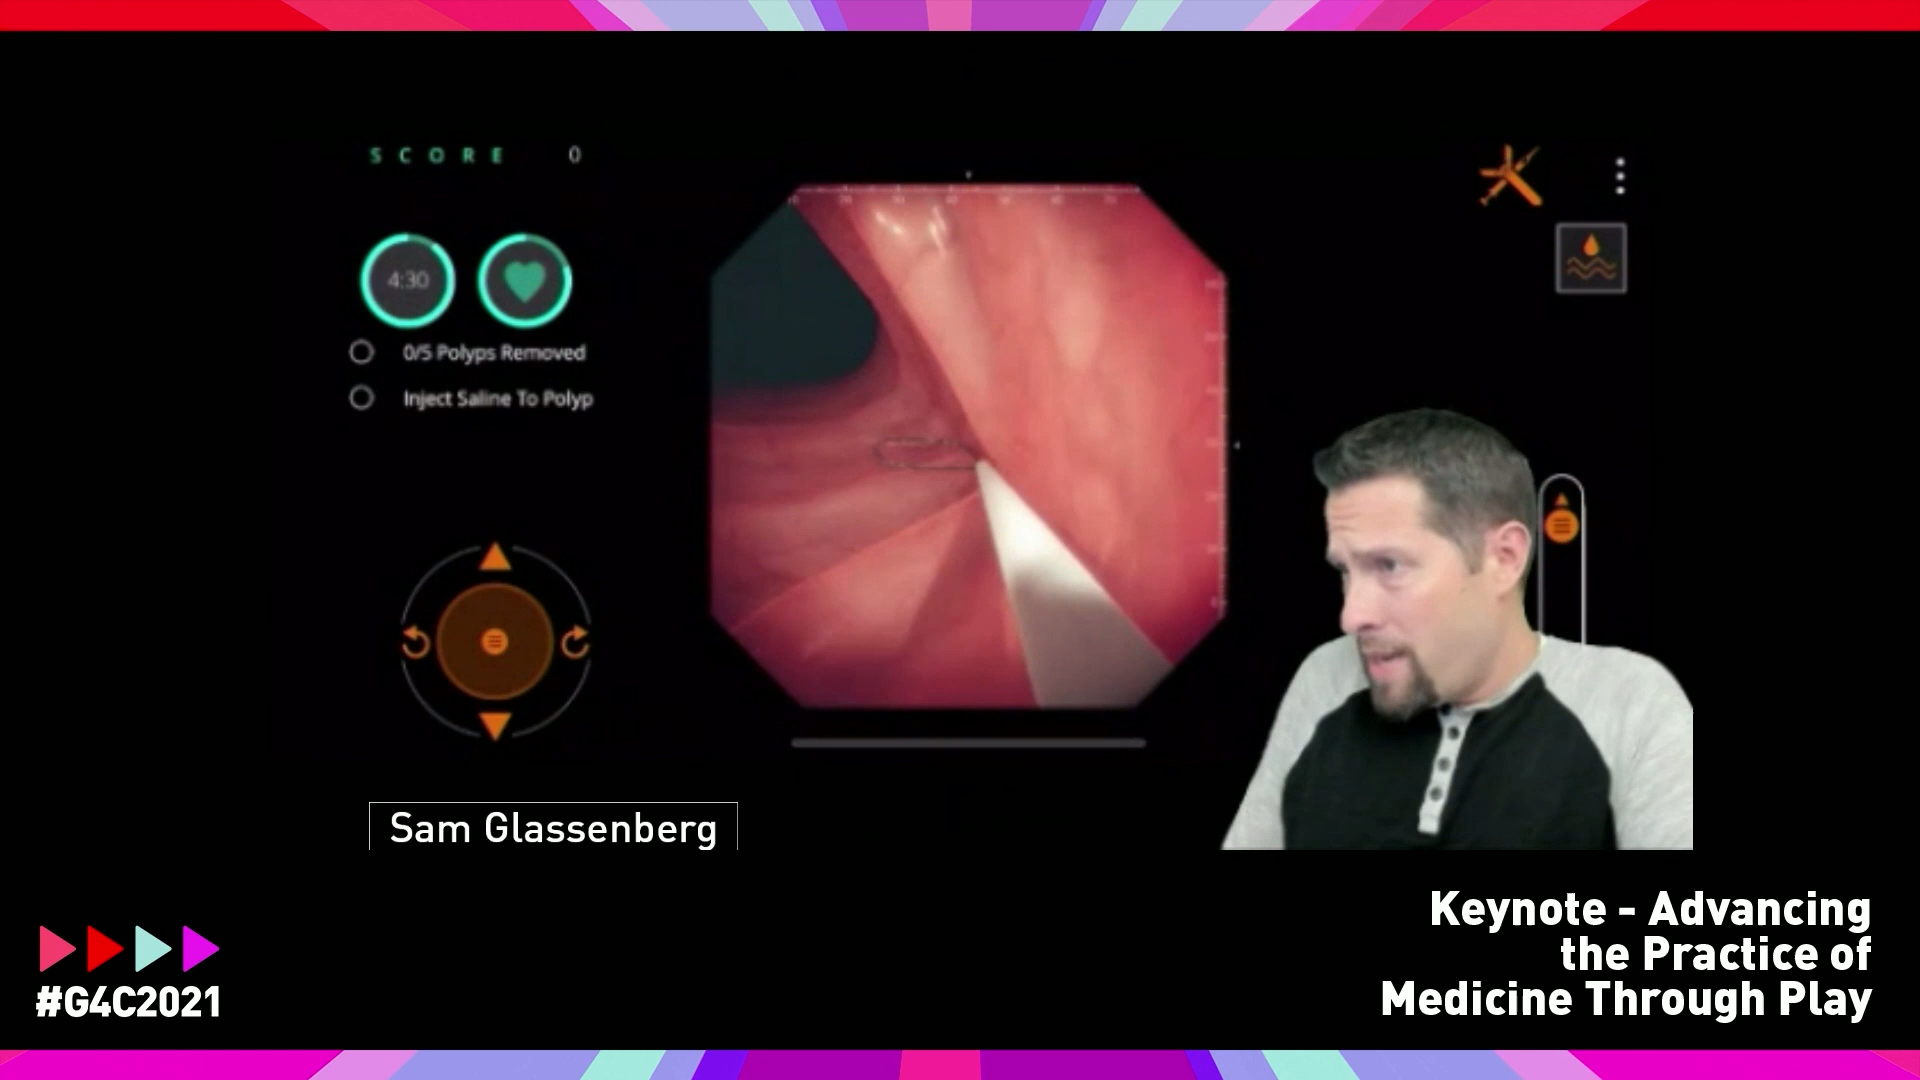 SCORE 0
4:30
0/5 Polyps Removed
Inject Saline To Polyp
Sam Glassenberg
Keynote - Advancing
the Practice of
Medicine Through Play
#G4C2021